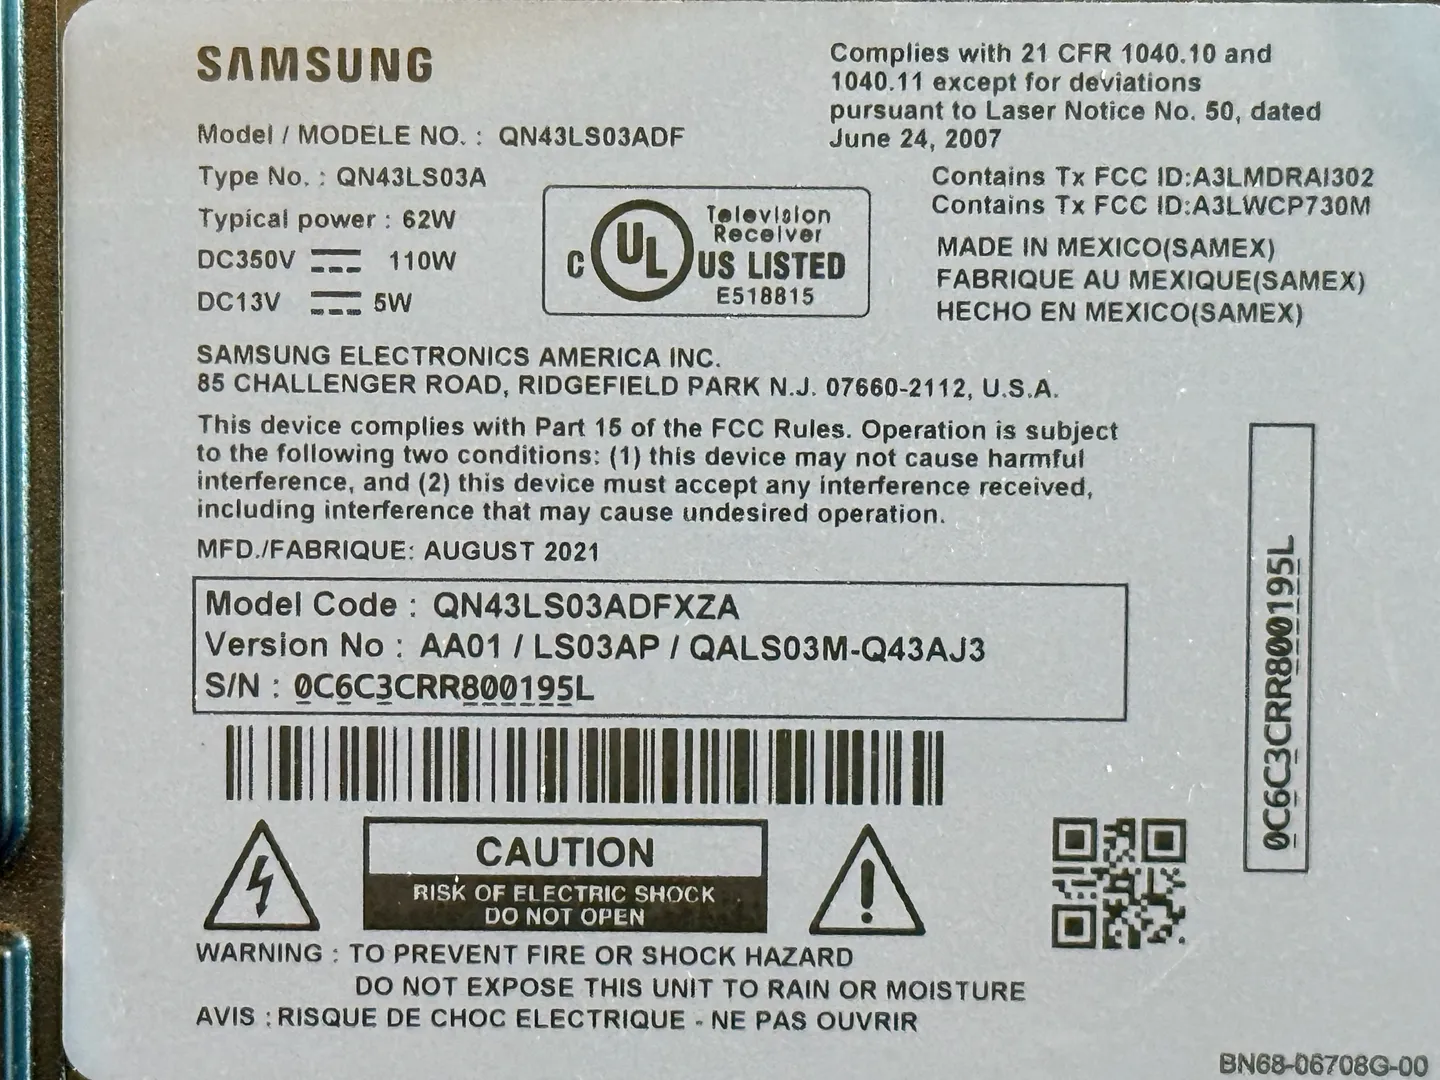 SAMSUNG
Model / MODELE NO. : QN43LS03ADF
Type No. : QN43LS03A
Typical power : 62W
DC350V 110W
DC13V 5W
Complies with 21 CFR 1040.10 and
1040.11 except for deviations
pursuant to Laser Notice No. 50, dated
June 24, 2007
C UL US LISTED
Television
Receiver
E518815
Contains Tx FCC ID:A3LMDRAI302
Contains Tx FCC ID:A3LWCP730M
MADE IN MEXICO(SAMEX)
FABRIQUE AU MEXIQUE(SAMEX)
HECHO EN MEXICO(SAMEX)
SAMSUNG ELECTRONICS AMERICA INC.
85 CHALLENGER ROAD, RIDGEFIELD PARK N.J. 07660-2112, U.S.A.
This device complies with Part 15 of the FCC Rules. Operation is subject
to the following two conditions: (1) this device may not cause harmful
interference, and (2) this device must accept any interference received,
including interference that may cause undesired operation.
MFD./FABRIQUE: AUGUST 2021
Model Code : QN43LS03ADFXZA
Version No : AA01 / LS03AP / QALS03M-Q43AJ3
S/N : 0C6C3CRR800195L
0C6C3CRR800195L
CAUTION
RISK OF ELECTRIC SHOCK
DO NOT OPEN
WARNING : TO PREVENT FIRE OR SHOCK HAZARD
DO NOT EXPOSE THIS UNIT TO RAIN OR MOISTURE
AVIS : RISQUE DE CHOC ELECTRIQUE - NE PAS OUVRIR
BN68-06708G-00